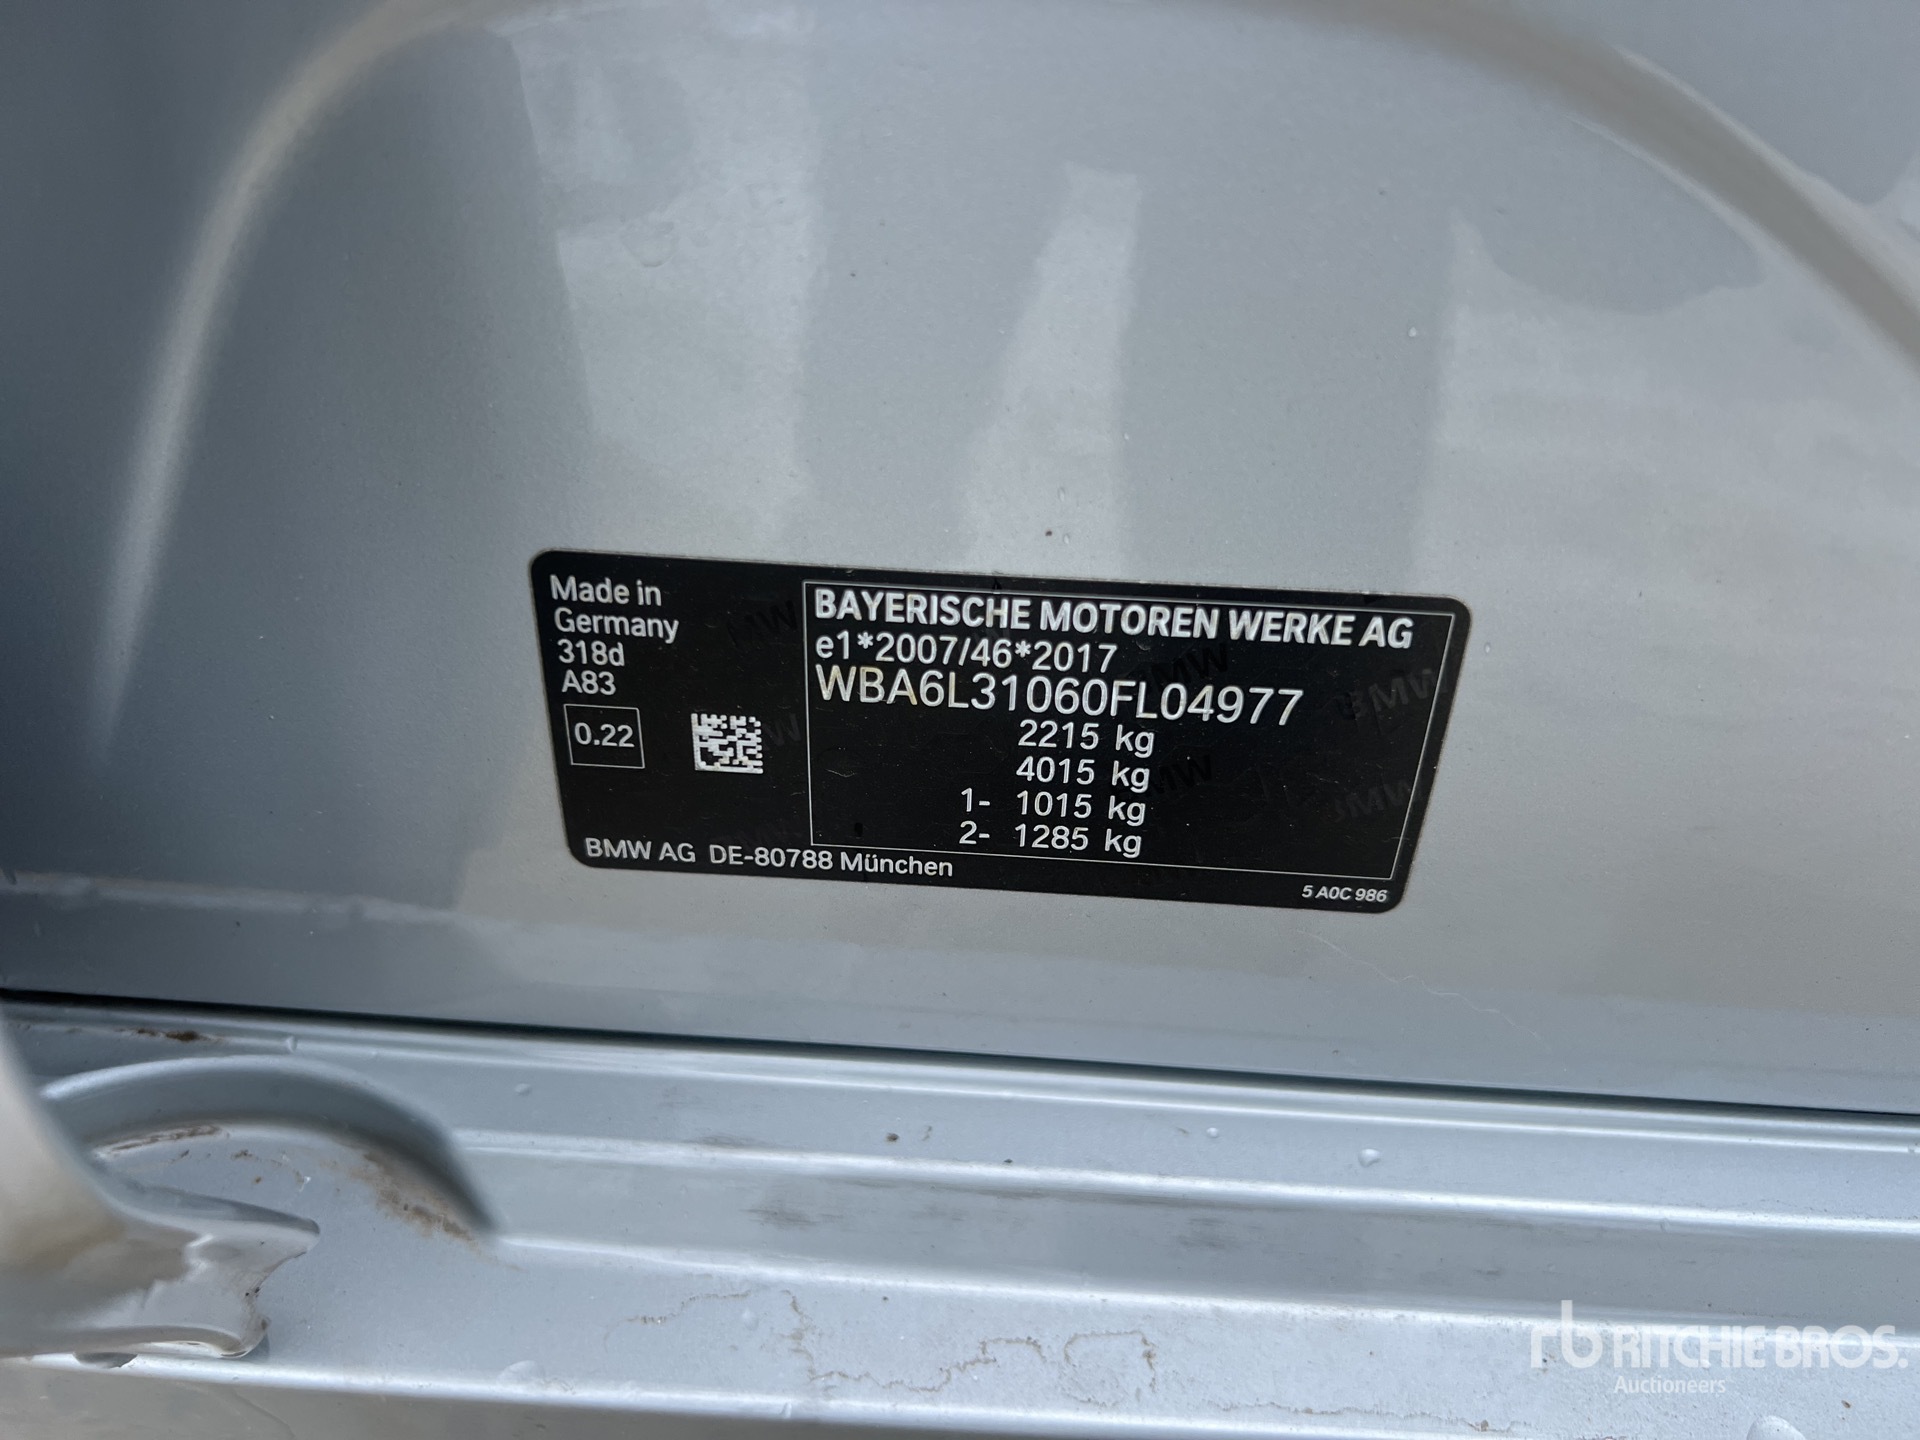 Made in
Germany
318d
A83
0.22
BAYERISCHE MOTOREN WERKE AG
e1*2007/46*2017
WBA6L31060FL04977
2215 kg
4015 kg
1- 1015 kg
2- 1285 kg
BMW AG DE-80788 München
5 A0C 986
rb RITCHIE BROS.
Auctioneers